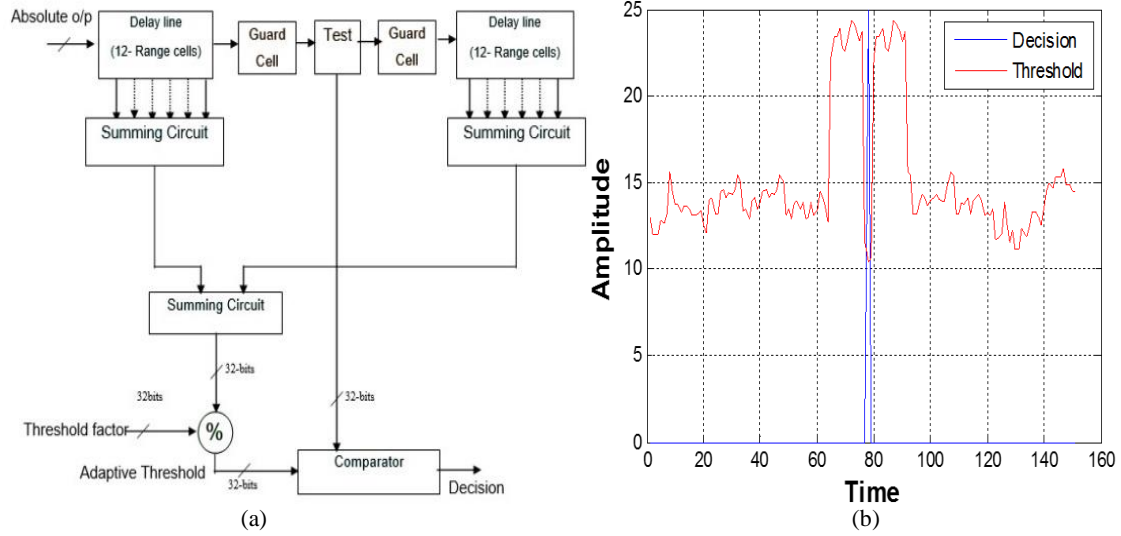 Absolute o/p
Delay line
(12- Range cells)
Guard
Cell
Test
Guard
Cell
Delay line
(12- Range cells)
Summing Circuit
Summing Circuit
Summing Circuit
32-bits
32bits
32-bits
Threshold factor
%
Adaptive Threshold
32-bits
Comparator
Decision
(a)
25
20
15
10
5
0
Amplitude
Decision
Threshold
0 20 40 60 80 100 120 140 160
Time
(b)